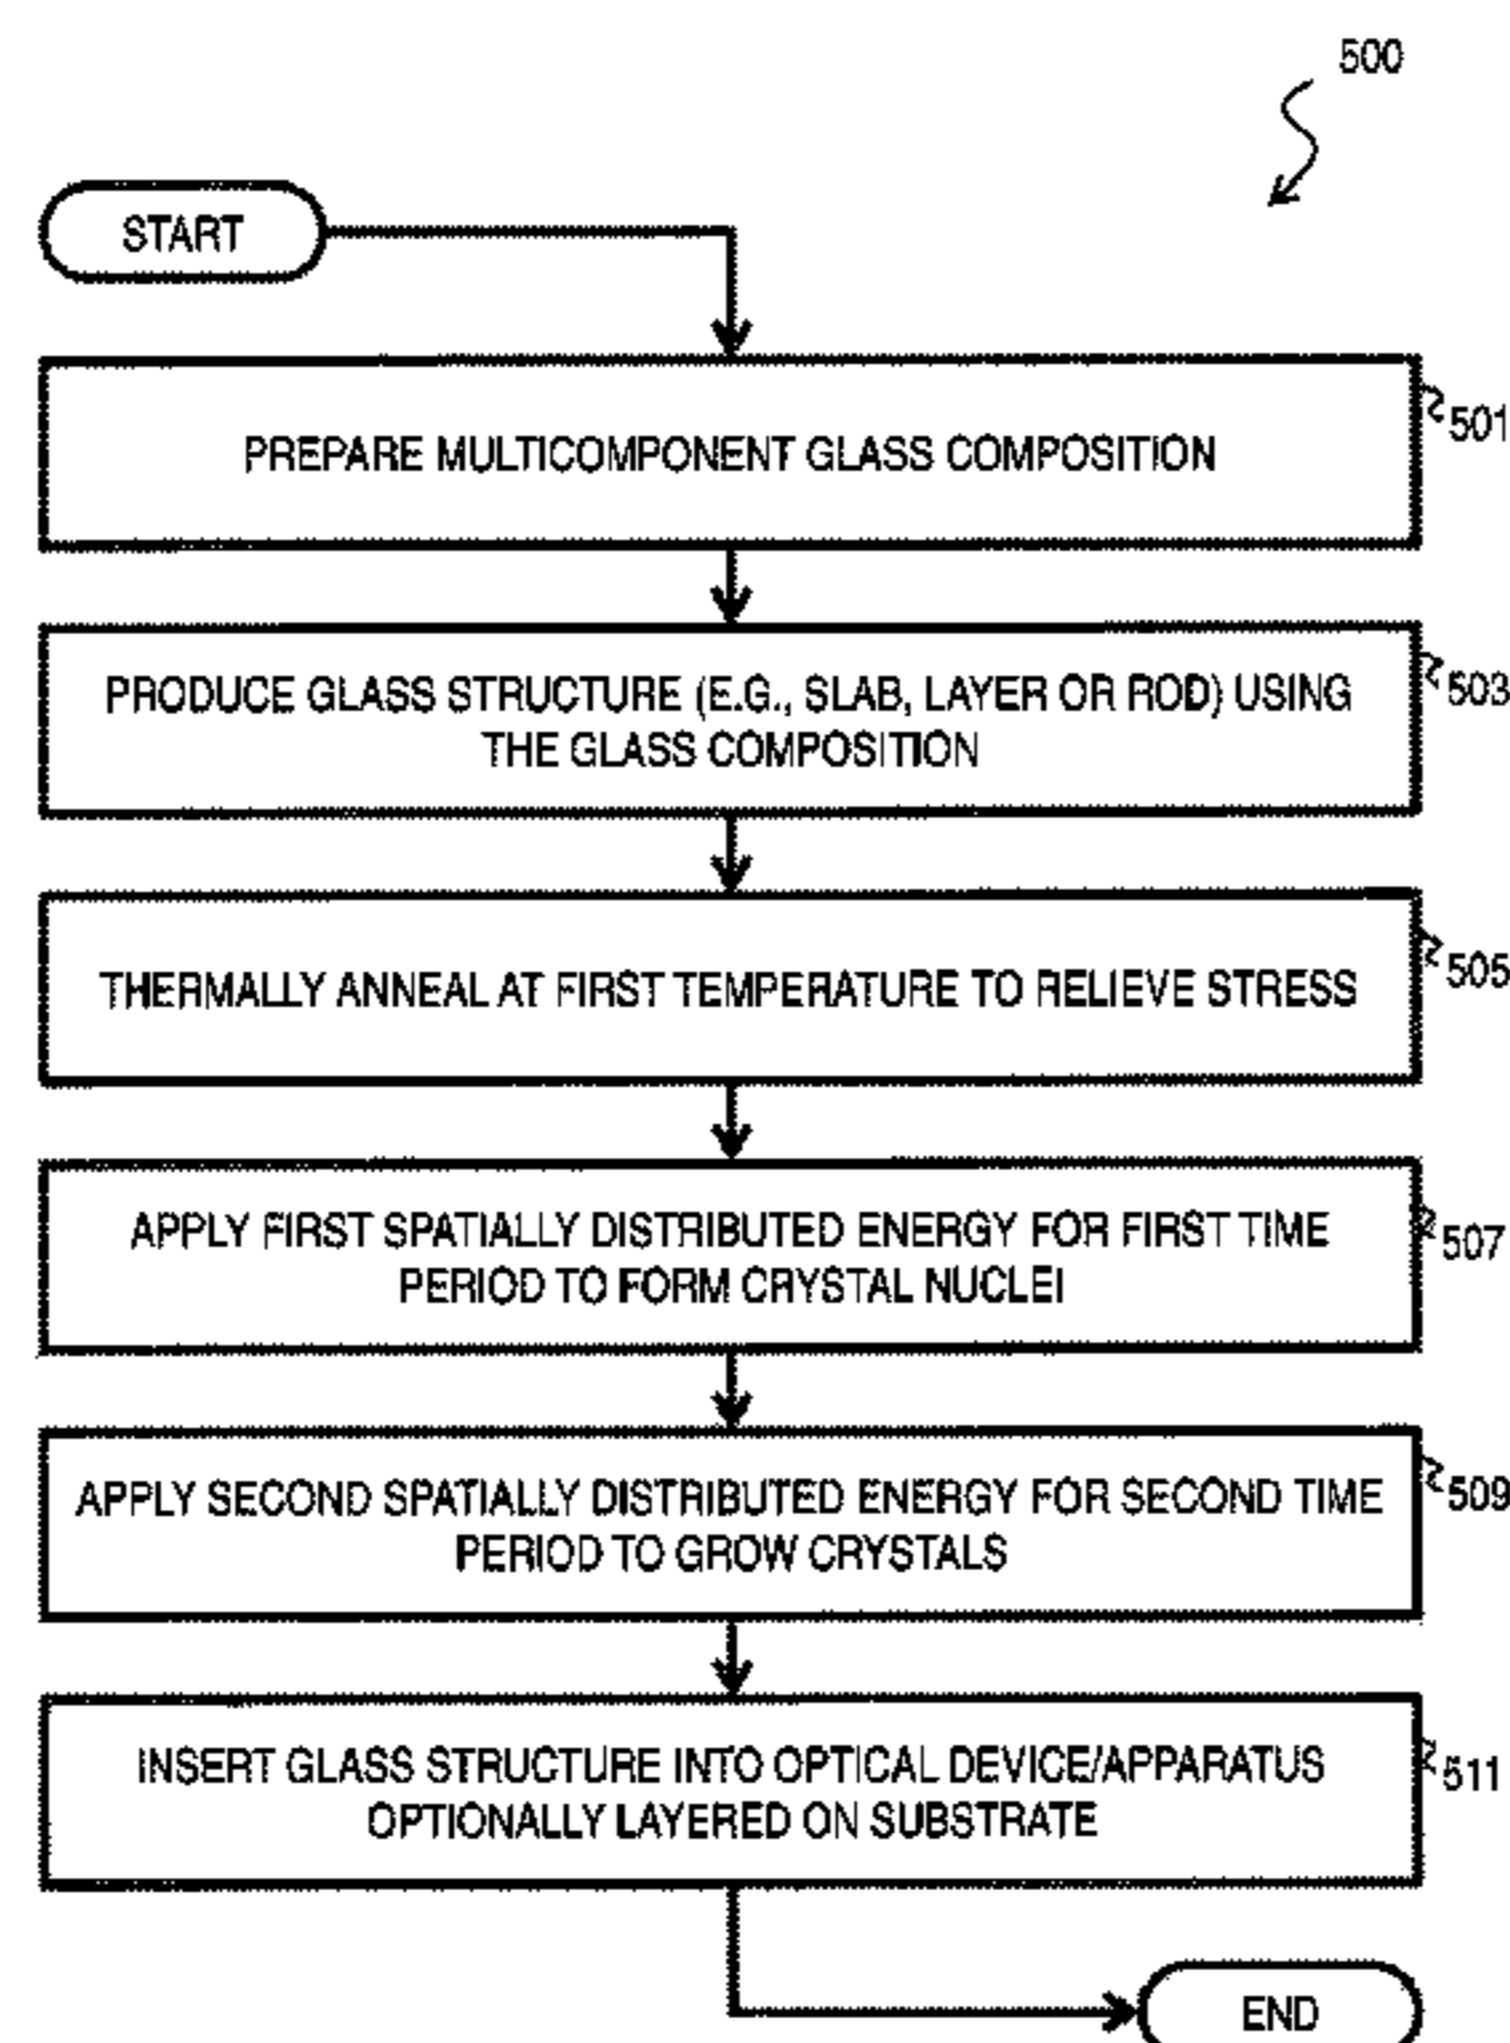 500
START
PREPARE MULTICOMPONENT GLASS COMPOSITION
501
PRODUCE GLASS STRUCTURE (E.G., SLAB, LAYER OR ROD) USING
THE GLASS COMPOSITION
503
THERMALLY ANNEAL AT FIRST TEMPERATURE TO RELIEVE STRESS
505
APPLY FIRST SPATIALLY DISTRIBUTED ENERGY FOR FIRST TIME
PERIOD TO FORM CRYSTAL NUCLEI
507
APPLY SECOND SPATIALLY DISTRIBUTED ENERGY FOR SECOND TIME
PERIOD TO GROW CRYSTALS
509
INSERT GLASS STRUCTURE INTO OPTICAL DEVICE/APPARATUS
OPTIONALLY LAYERED ON SUBSTRATE
511
END